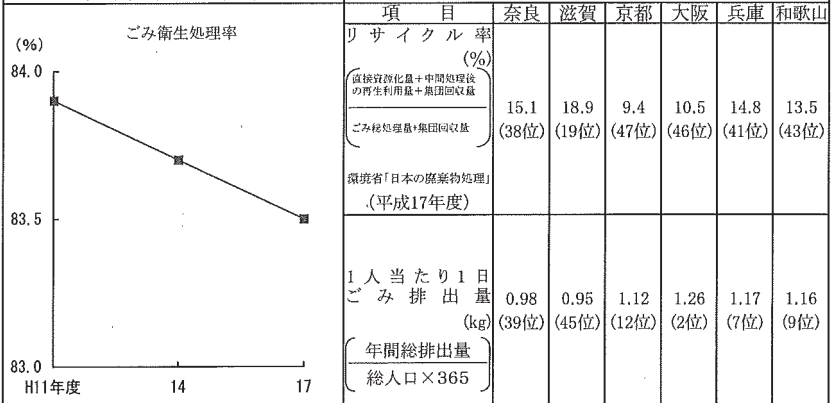 ごみ衛生処理率
(%)
84.0
83.5
83.0
H11年度 14 17
項 目 奈良 滋賀 京都 大阪 兵庫 和歌山
リサイクル率
(%)
直接資源化量+中間処理後
の再生利用量+集団回収量
ごみ総処理量+集団回収量
15.1 18.9 9.4 10.5 14.8 13.5
(38位) (19位) (47位) (46位) (41位) (43位)
環境省「日本の廃棄物処理」
(平成17年度)
1人当たり1日
ごみ排出量
(kg)
0.98 0.95 1.12 1.26 1.17 1.16
(39位) (45位) (12位) (2位) (7位) (9位)
年間総排出量
総人口×365